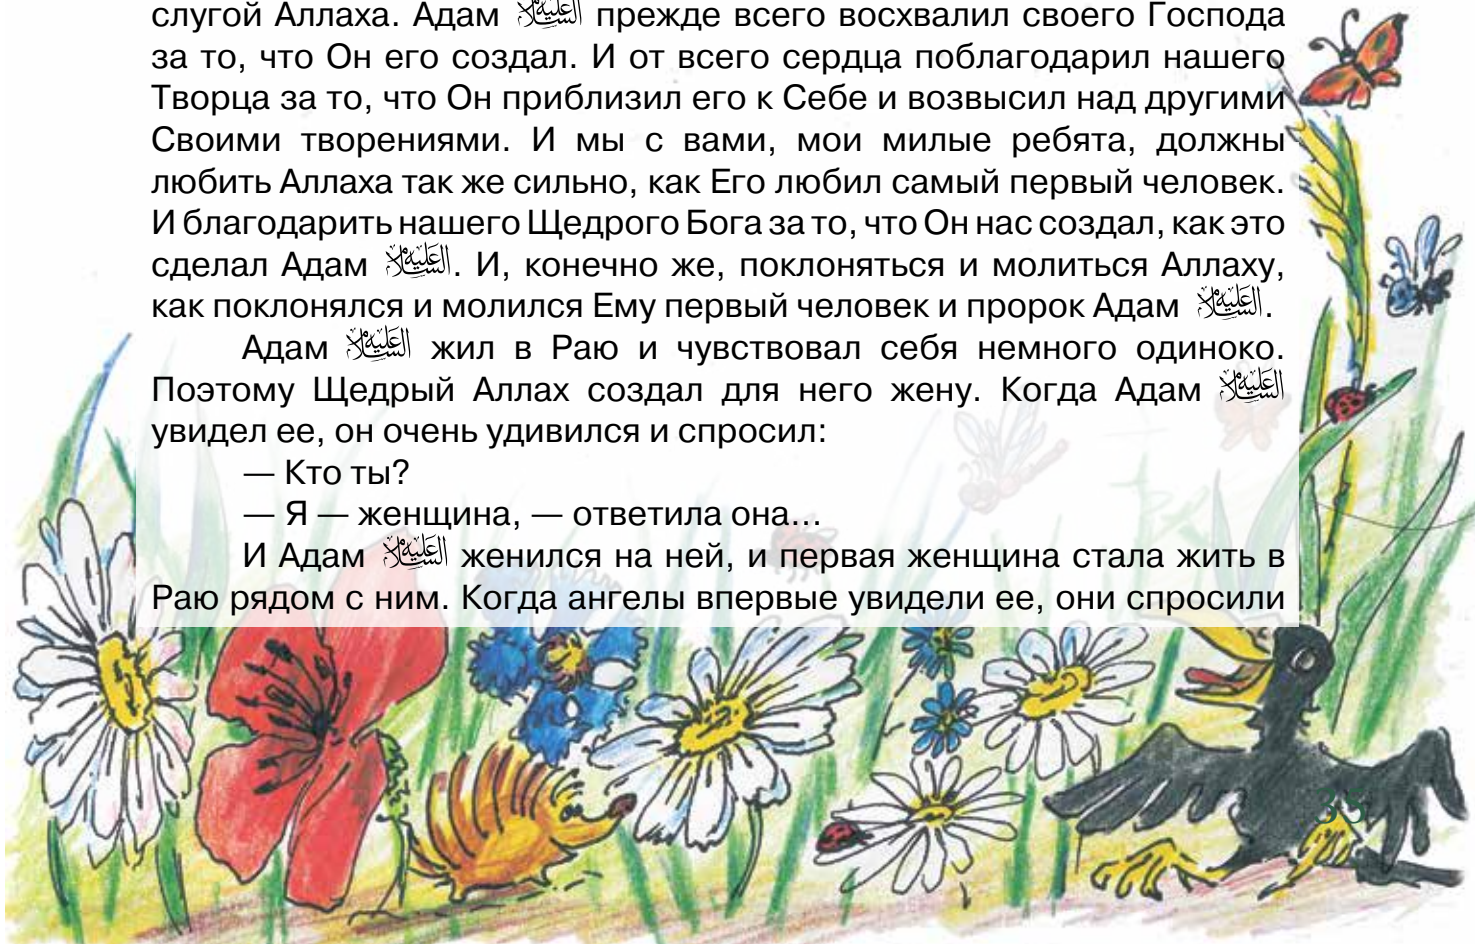 слугой Аллаха. Адам عليه السلام прежде всего восхвалил своего Господа
за то, что Он его создал. И от всего сердца поблагодарил нашего
Творца за то, что Он приблизил его к Себе и возвысил над другими
Своими творениями. И мы с вами, мои милые ребята, должны
любить Аллаха так же сильно, как Его любил самый первый человек.
И благодарить нашего Щедрого Бога за то, что Он нас создал, как это
сделал Адам عليه السلام. И, конечно же, поклоняться и молиться Аллаху,
как поклонялся и молился Ему первый человек и пророк Адам عليه السلام.
Адам عليه السلام жил в Раю и чувствовал себя немного одиноко.
Поэтому Щедрый Аллах создал для него жену. Когда Адам عليه السلام
увидел ее, он очень удивился и спросил:
— Кто ты?
— Я — женщина, — ответила она...
И Адам عليه السلام женился на ней, и первая женщина стала жить в
Раю рядом с ним. Когда ангелы впервые увидели ее, они спросили
35